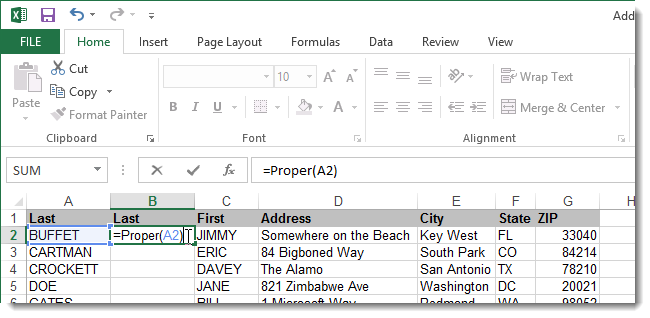 Add
FILE Home Insert Page Layout Formulas Data Review View
Cut
Copy
Format Painter
Paste
10 A A
B I U A
Wrap Text
Merge & Center
Clipboard Font Alignment
SUM fx =Proper(A2)
A B C D E F G H
1 Last Last First Address City State ZIP
2 BUFFET =Proper(A2) JIMMY Somewhere on the Beach Key West FL 33040
3 CARTMAN ERIC 84 Bigboned Way South Park CO 84214
4 CROCKETT DAVEY The Alamo San Antonio TX 78210
5 DOE JANE 821 Zimbabwe Ave Washington DC 20021
6 GATES BILL 1 Microsoft Way Redmond WA 98052